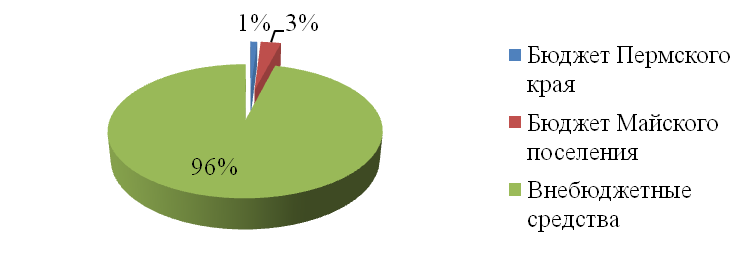 1% 3%
96%
Бюджет Пермского
края
Бюджет Майского
поселения
Внебюджетные
средства